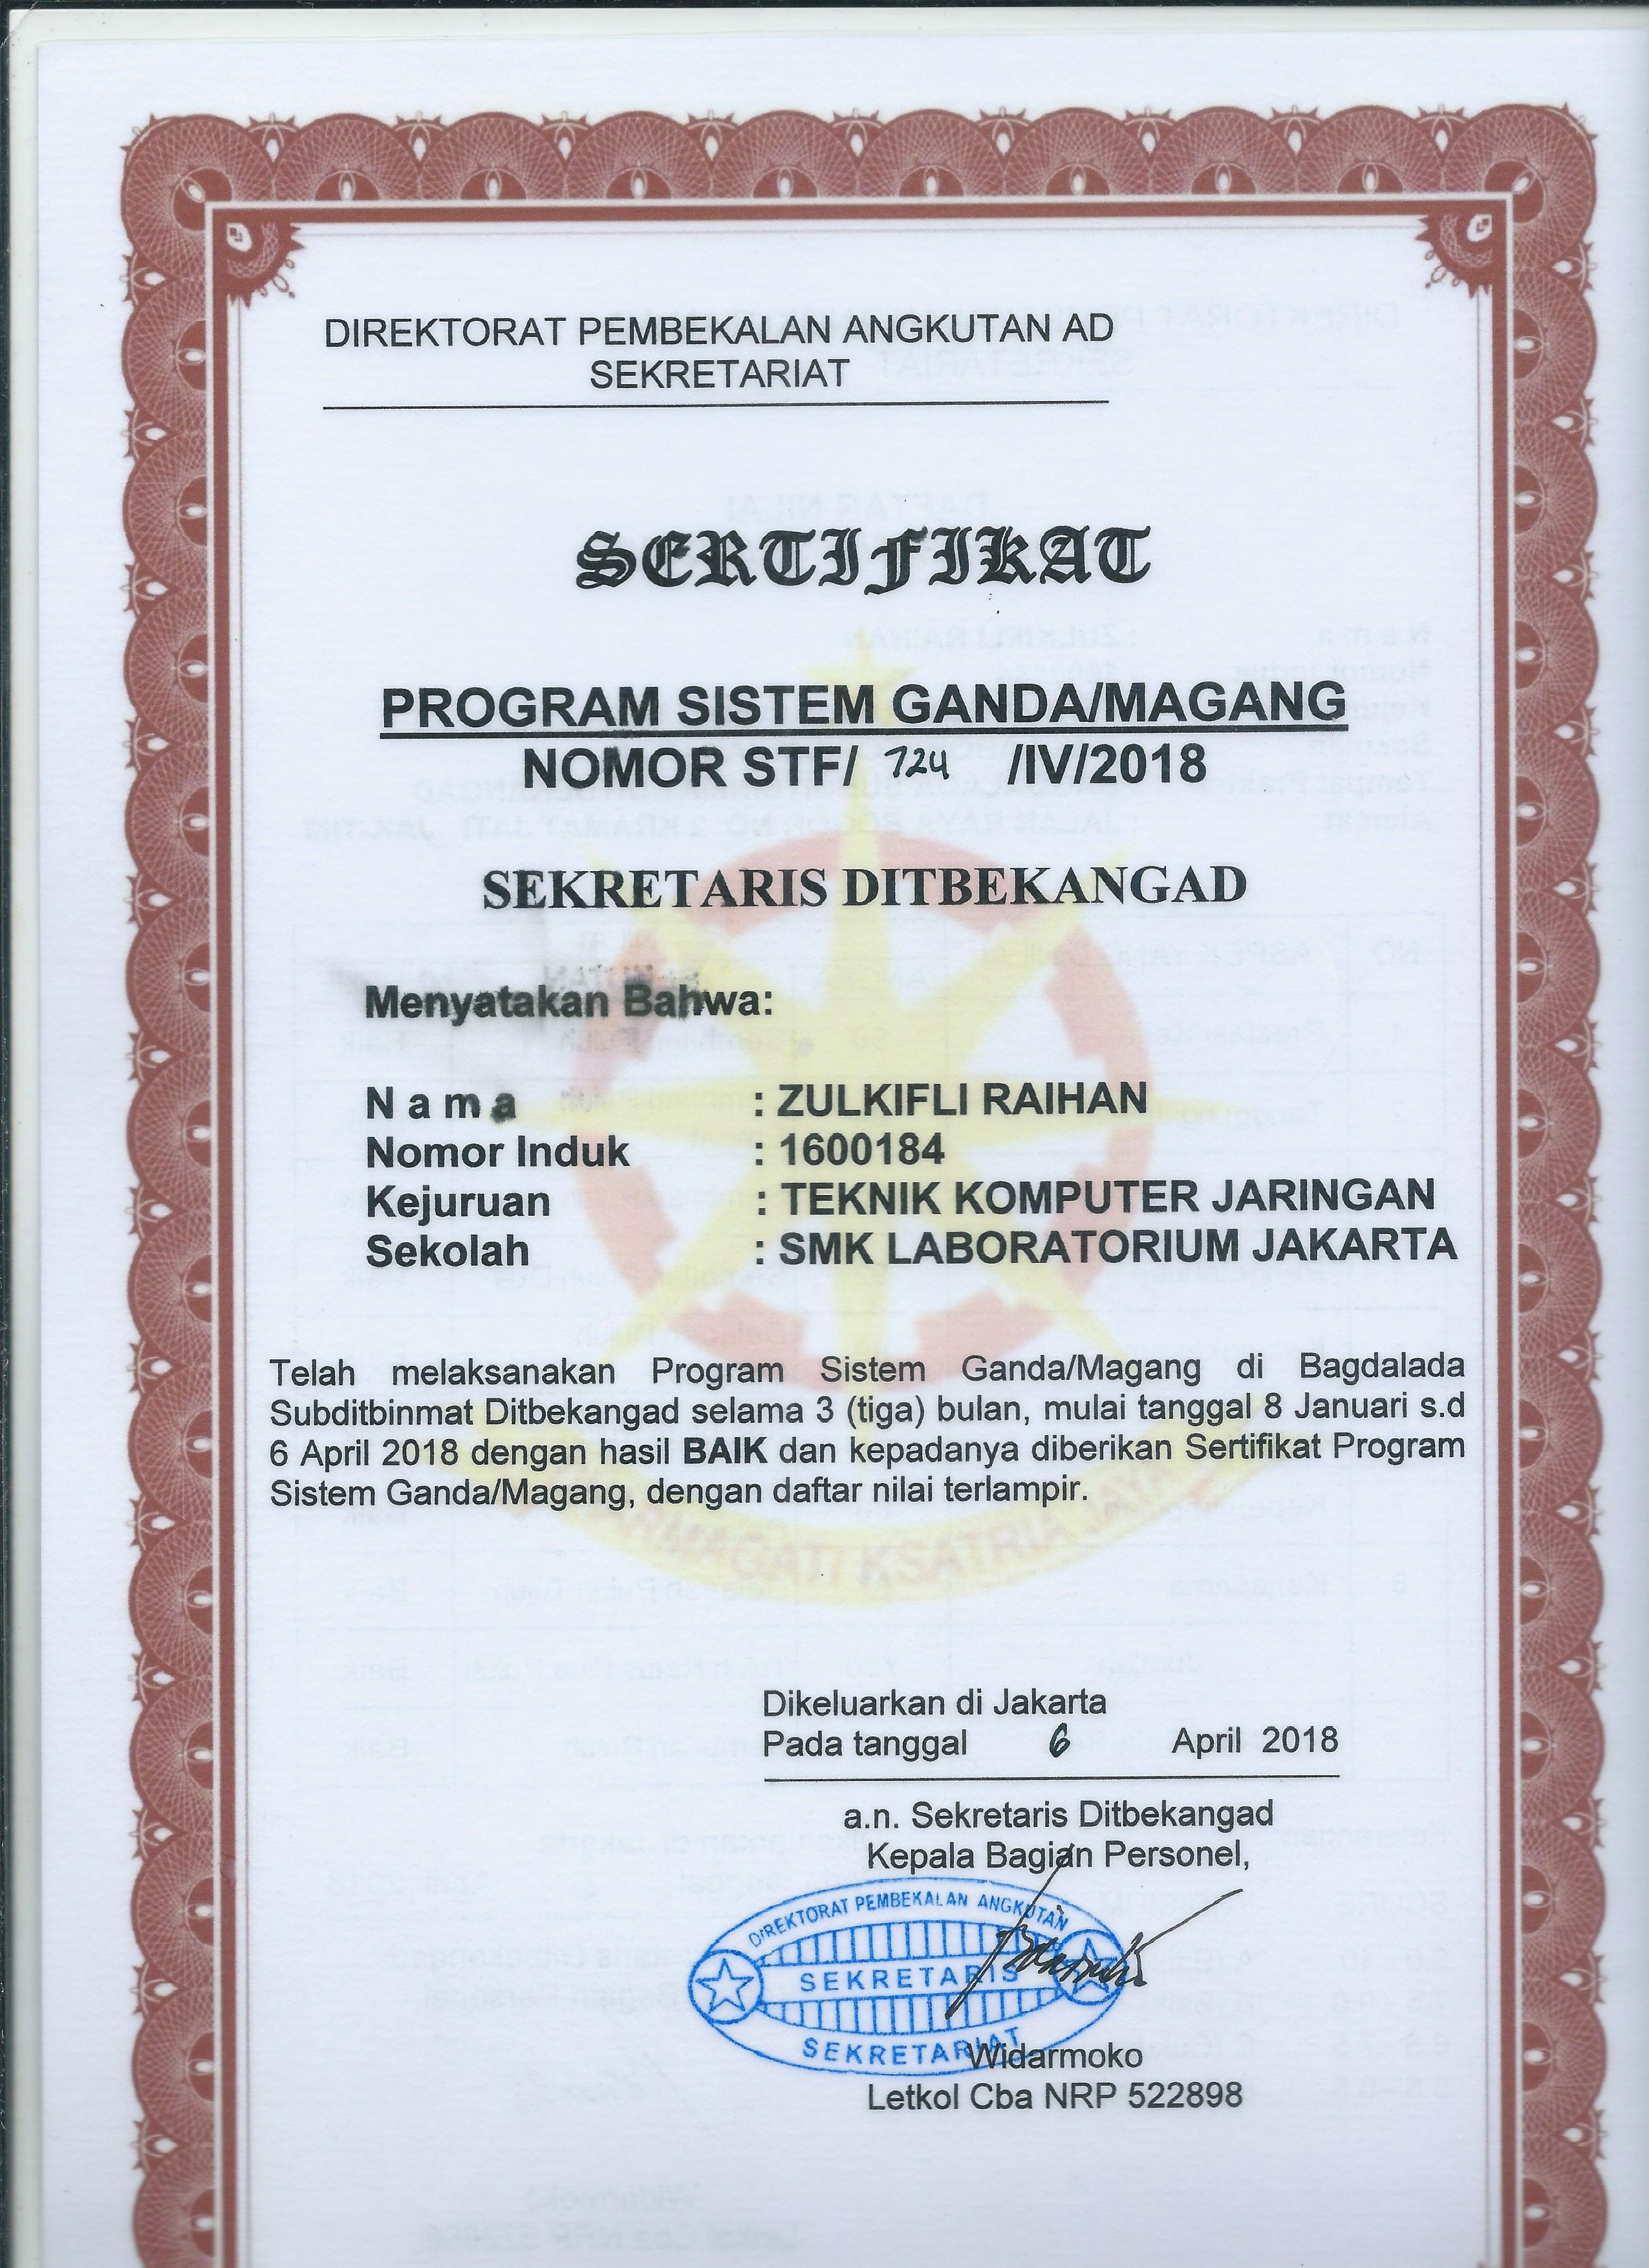 DIREKTORAT PEMBEKALAN ANGKUTAN AD
SEKRETARIAT
SERTIFIKAT
PROGRAM SISTEM GANDA/MAGANG
NOMOR STF/ 724 /IV/2018
SEKRETARIS DITBEKANGAD
Menyatakan Bahwa:
N a m a : ZULKIFLI RAIHAN
Nomor Induk : 1600184
Kejuruan : TEKNIK KOMPUTER JARINGAN
Sekolah : SMK LABORATORIUM JAKARTA
Telah melaksanakan Program Sistem Ganda/Magang di Bagdalada
Subditbinmat Ditbekangad selama 3 (tiga) bulan, mulai tanggal 8 Januari s.d
6 April 2018 dengan hasil BAIK dan kepadanya diberikan Sertifikat Program
Sistem Ganda/Magang, dengan daftar nilai terlampir.
KSATRIA
Dikeluarkan di Jakarta
Pada tanggal 6 April 2018
a.n. Sekretaris Ditbekangad
Kepala Bagian Personel,
DIREKTORAT PEMBEKALAN ANGKUTAN
SEKRETARIS
SEKRETARIAT
Widarmoko
Letkol Cba NRP 522898